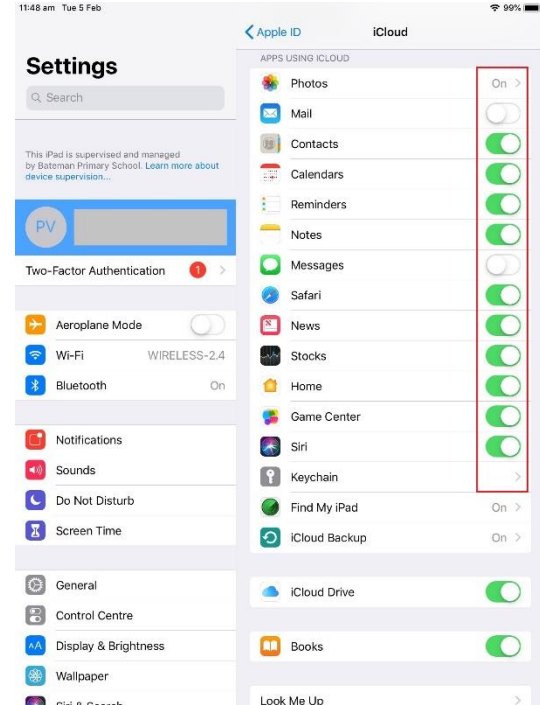 11:48 am Tue 5 Feb
99%
Settings
Search
This iPad is supervised and managed
by Bateman Primary School. Learn more about
device supervision...
PV
Two-Factor Authentication 1
Aeroplane Mode
Wi-Fi WIRELESS-2.4
Bluetooth On
Notifications
Sounds
Do Not Disturb
Screen Time
General
Control Centre
AA Display & Brightness
Wallpaper
Siri & Search
Apple ID iCloud
APPS USING ICLOUD
Photos On
Mail
Contacts
Calendars
Reminders
Notes
Messages
Safari
News
Stocks
Home
Game Center
Siri
Keychain
Find My iPad On
iCloud Backup On
iCloud Drive
Books
Look Me Up